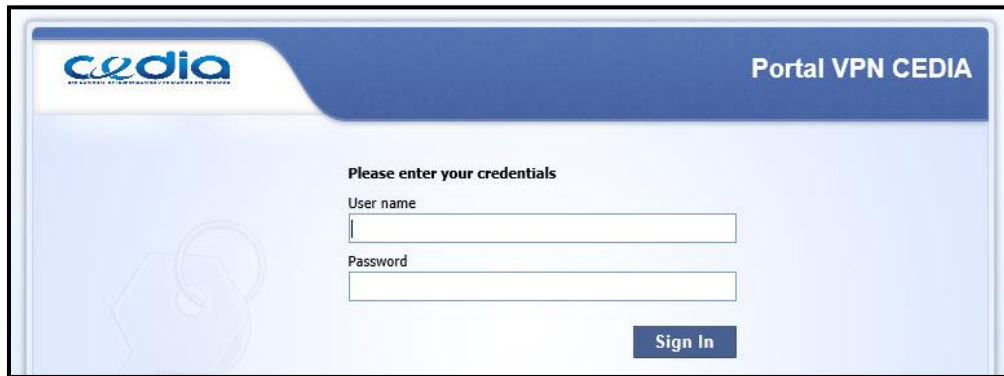 cedia
Portal VPN CEDIA
Please enter your credentials
User name
Password
Sign In